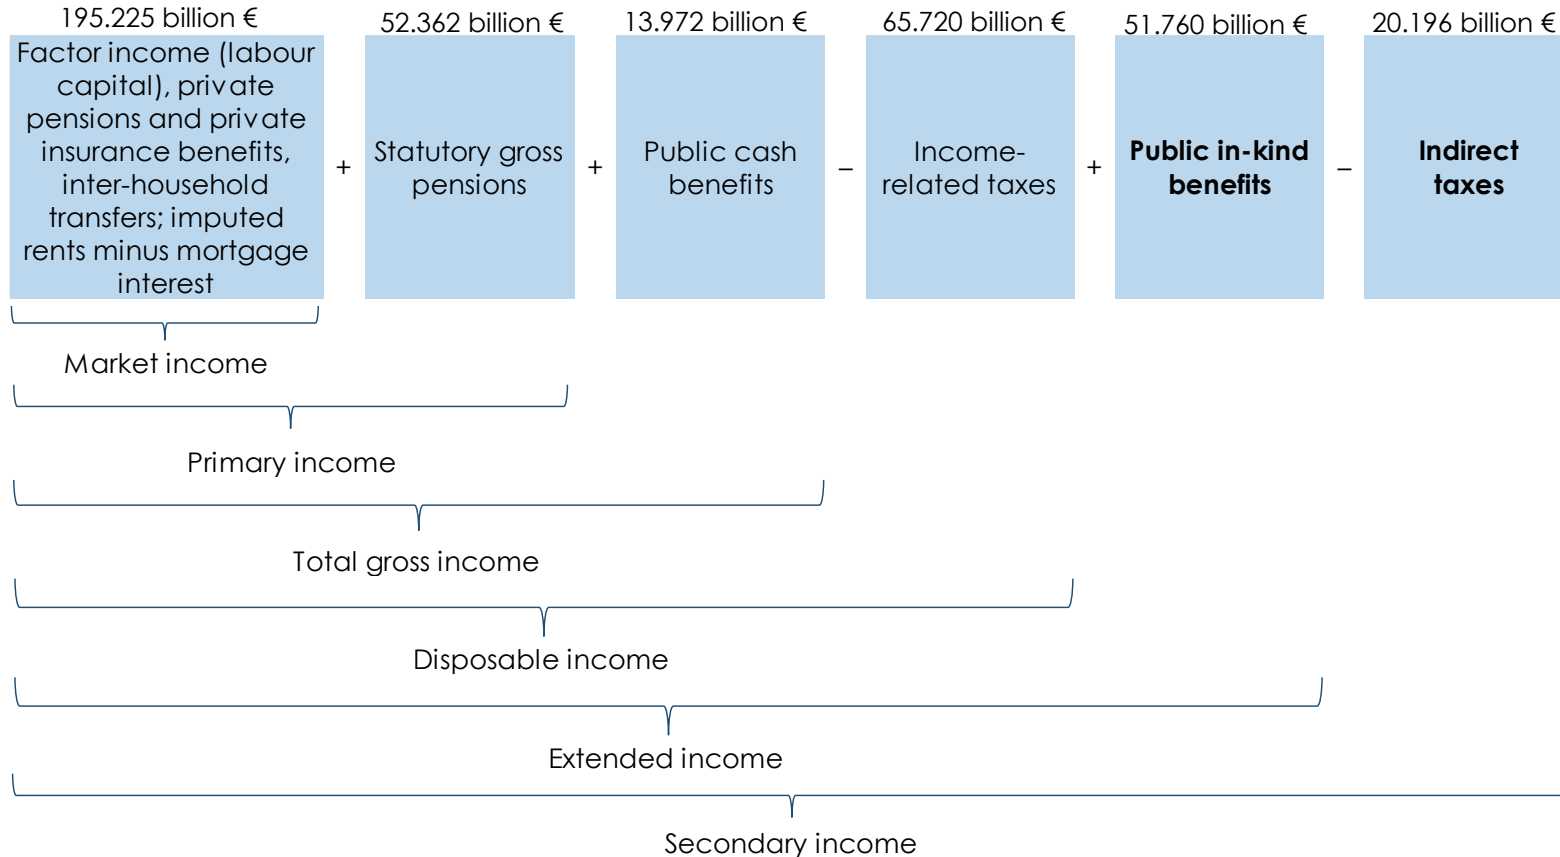 195.225 billion €
52.362 billion €
13.972 billion €
65.720 billion €
51.760 billion €
20.196 billion €
Factor income (labour
capital), private
pensions and private
insurance benefits,
inter-household
transfers; imputed
rents minus mortgage
interest
+
Statutory gross
pensions
+
Public cash
benefits
–
Income-
related taxes
+
Public in-kind
benefits
–
Indirect
taxes
Market income
Primary income
Total gross income
Disposable income
Extended income
Secondary income